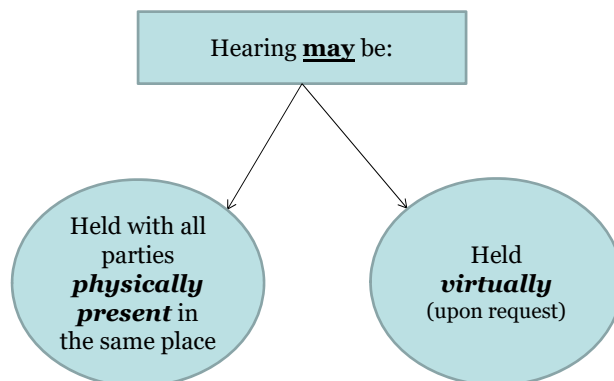 Hearing may be:
Held with all
parties
physically
present in
the same place
Held
virtually
(upon request)